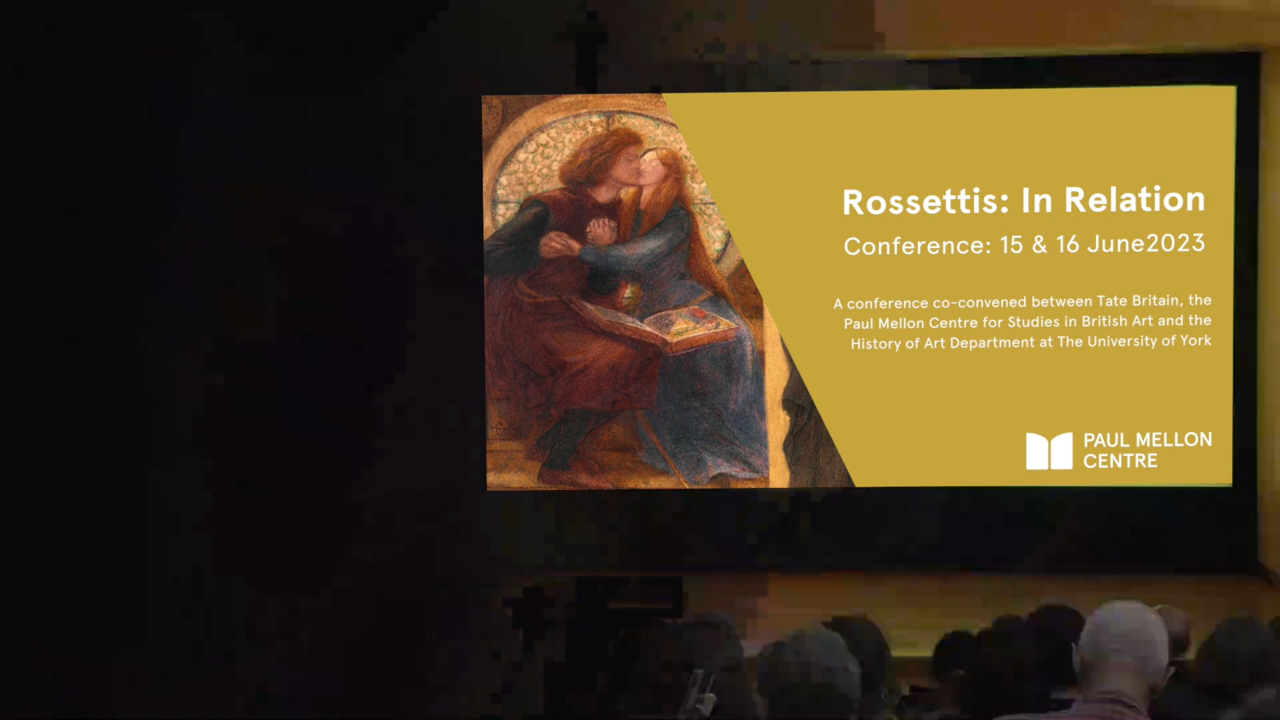 Rossettis: In Relation
Conference: 15 & 16 June2023
A conference co-convened between Tate Britain, the
Paul Mellon Centre for Studies in British Art and the
History of Art Department at The University of York
PAUL MELLON
CENTRE